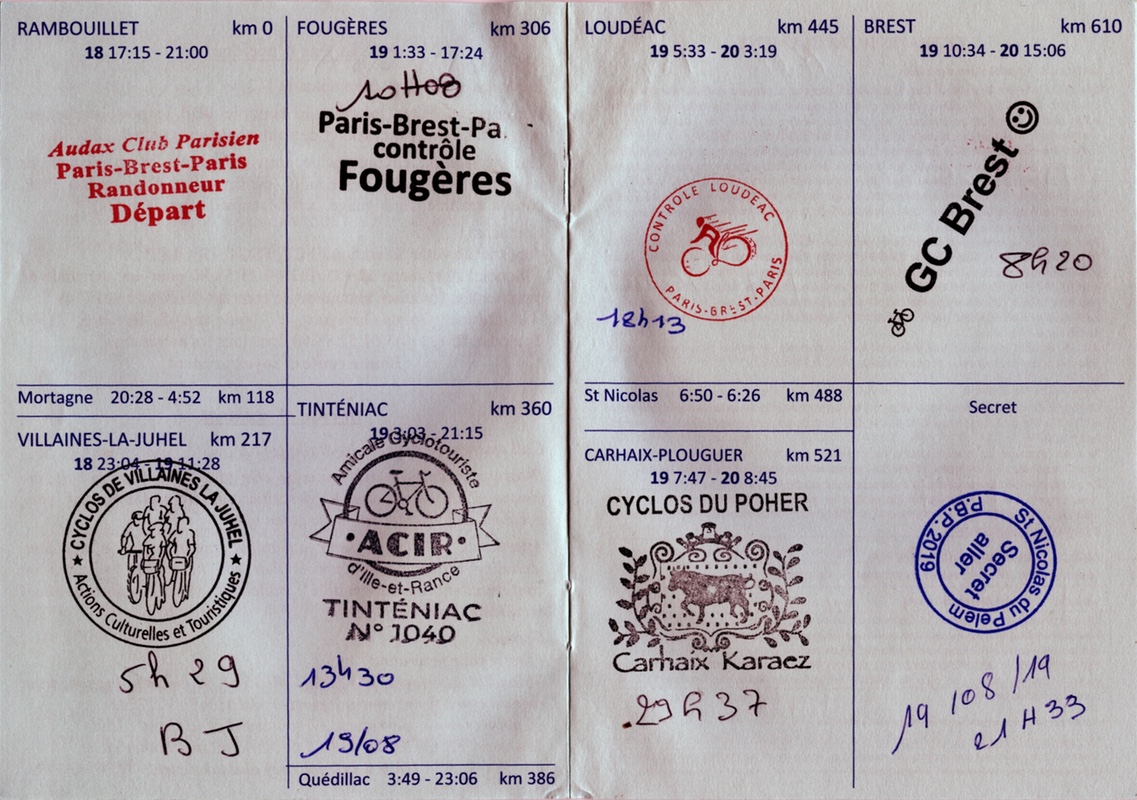 RAMBOUILLET km 0
18 17:15 - 21:00
Audax Club Parisien
Paris-Brest-Paris
Randonneur
Départ
Mortagne 20:28 - 4:52 km 118
VILLAINES-LA-JUHEL km 217
18 23:04 - 19 11:28
CYCLOS DE VILLAINES LA JUHEL
★ Actions Culturelles et Touristiques ★
5h 29
BJ
FOUGÈRES km 306
19 1:33 - 17:24
10H08
Paris-Brest-Pa
contrôle
Fougères
TINTÉNIAC km 360
19 3:03 - 21:15
Amicale Cyclotouriste
•ACIR•
d'Ille-et-Rance
TINTÉNIAC
N° 1040
13H30
19/08
Quédillac 3:49 - 23:06 km 386
LOUDÉAC km 445
19 5:33 - 20 3:19
CONTROLE LOUDEAC
PARIS-BREST-PARIS
18h13
St Nicolas 6:50 - 6:26 km 488
CARHAIX-PLOUGUER km 521
19 7:47 - 20 8:45
CYCLOS DU POHER
Carhaix Karaez
23h37
BREST km 610
19 10:34 - 20 15:06
GC Brest
8h20
Secret
St Nicolas du Pelem
P.B.P. 2019
Secret
aller
19/08/19
21H33